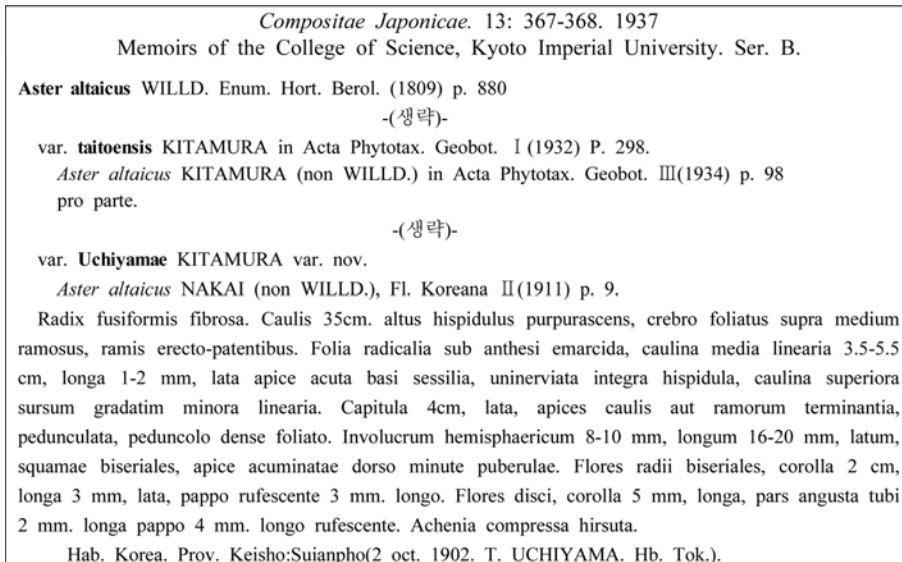 Compositae Japonicae. 13: 367-368. 1937
Memoirs of the College of Science, Kyoto Imperial University. Ser. B.
Aster altaicus WILLD. Enum. Hort. Berol. (1809) p. 880
-(생략)-
var. taitoensis KITAMURA in Acta Phytotax. Geobot. Ⅰ(1932) P. 298.
Aster altaicus KITAMURA (non WILLD.) in Acta Phytotax. Geobot. Ⅲ(1934) p. 98
pro parte.
-(생략)-
var. Uchiyamae KITAMURA var. nov.
Aster altaicus NAKAI (non WILLD.), Fl. Koreana Ⅱ(1911) p. 9.
Radix fusiformis fibrosa. Caulis 35cm. altus hispidulus purpurascens, crebro foliatus supra medium
ramosus, ramis erecto-patentibus. Folia radicalia sub anthesi emarcida, caulina media linearia 3.5-5.5
cm, longa 1-2 mm, lata apice acuta basi sessilia, uninerviata integra hispidula, caulina superiora
sursum gradatim minora linearia. Capitula 4cm, lata, apices caulis aut ramorum terminantia,
pedunculata, peduncolo dense foliato. Involucrum hemisphaericum 8-10 mm, longum 16-20 mm, latum,
squamae biseriales, apice acuminatae dorso minute puberulae. Flores radii biseriales, corolla 2 cm,
longa 3 mm, lata, pappo rufescente 3 mm. longo. Flores disci, corolla 5 mm, longa, pars angusta tubi
2 mm. longa pappo 4 mm. longo rufescente. Achenia compressa hirsuta.
Hab. Korea. Prov. Keisho:Suianpho(2 oct. 1902. T. UCHIYAMA. Hb. Tok.).